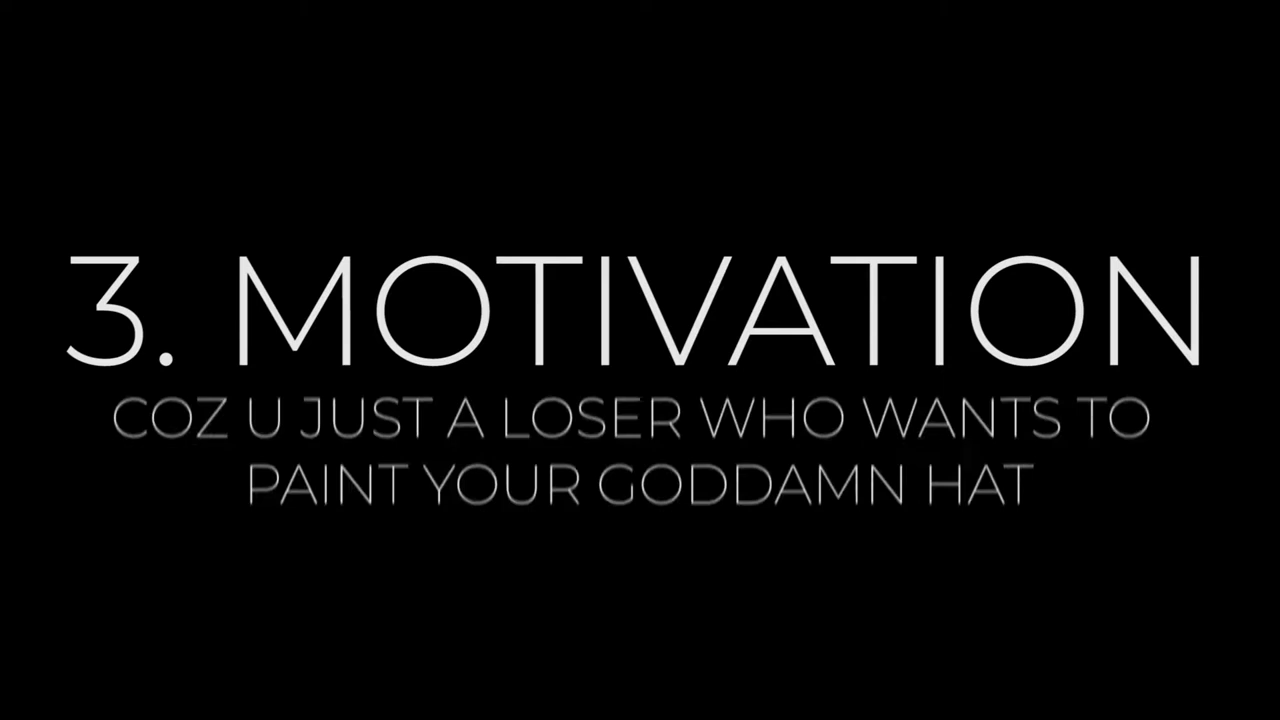 3. MOTIVATION
COZ U JUST A LOSER WHO WANTS TO
PAINT YOUR GODDAMN HAT